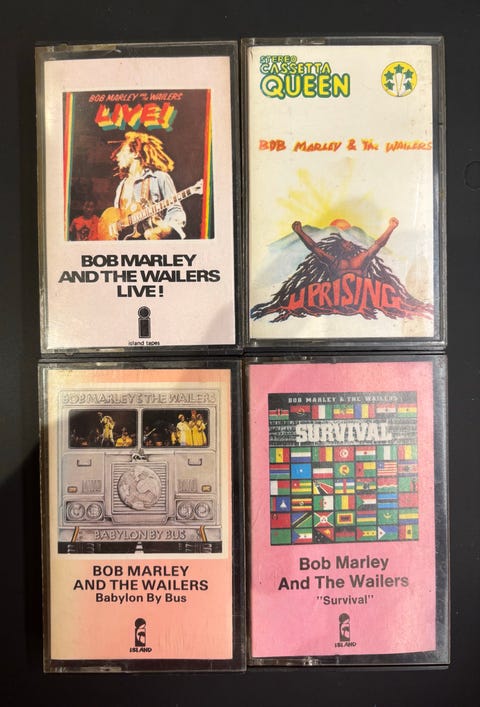 BOB MARLEY AND THE WAILERS
LIVE!
BOB MARLEY
AND THE WAILERS
LIVE!
island tapes
STEREO
CASSETTA
QUEEN
BOB MARLEY & THE WAILERS
UPRISING
BOB MARLEY & THE WAILERS
BABYLON BY BUS
BOB MARLEY
AND THE WAILERS
Babylon By Bus
ISLAND
BOB MARLEY & THE WAILERS
SURVIVAL
Bob Marley
And The Wailers
"Survival"
ISLAND